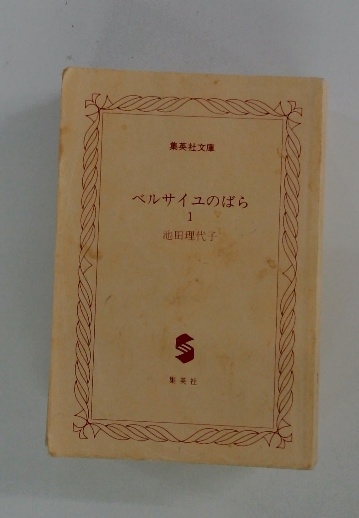 集英社文庫
ベルサイユのばら
1
池田理代子
集英社